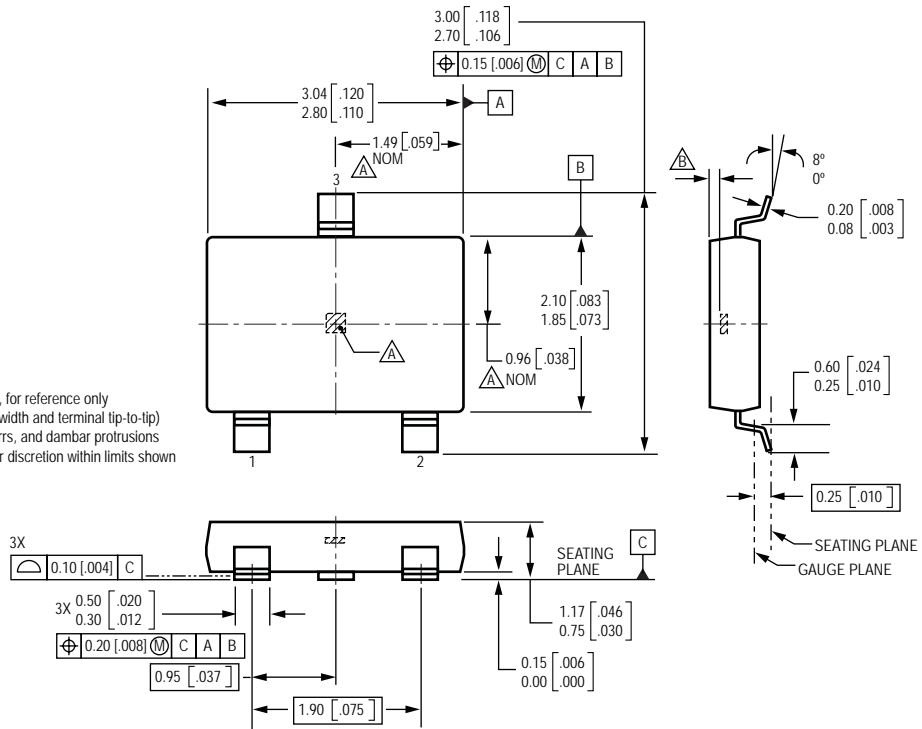 3.00 [.118
2.70 [.106]
⌖ 0.15 [.006] Ⓜ C A B
3.04 [.120
2.80 [.110]
A
1.49 [.059]
A NOM
3
B
B
8º
0º
0.20 [.008
0.08 [.003]
2.10 [.083
1.85 [.073]
A
0.96 [.038]
A NOM
0.60 [.024
0.25 [.010]
, for reference only
width and terminal tip-to-tip)
rrs, and dambar protrusions
r discretion within limits shown
1
2
0.25 [.010]
SEATING PLANE
GAUGE PLANE
3X
⌓ 0.10 [.004] C
SEATING
PLANE
C
3X 0.50 [.020
0.30 [.012]
⌖ 0.20 [.008] Ⓜ C A B
1.17 [.046
0.75 [.030]
0.15 [.006
0.00 [.000]
0.95 [.037]
1.90 [.075]